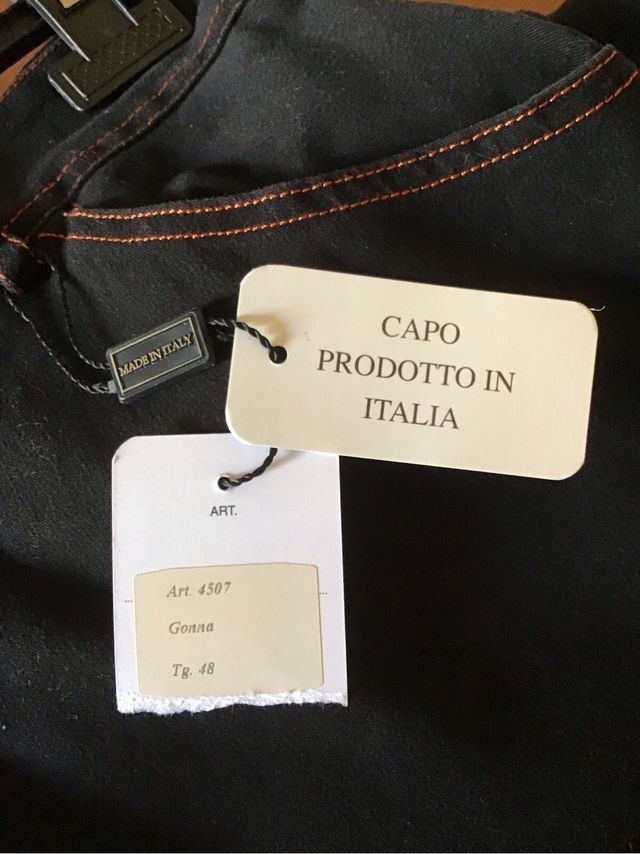 MADE IN ITALY
CAPO
PRODOTTO IN
ITALIA
ART.
Art. 4507
Gonna
Tg. 48